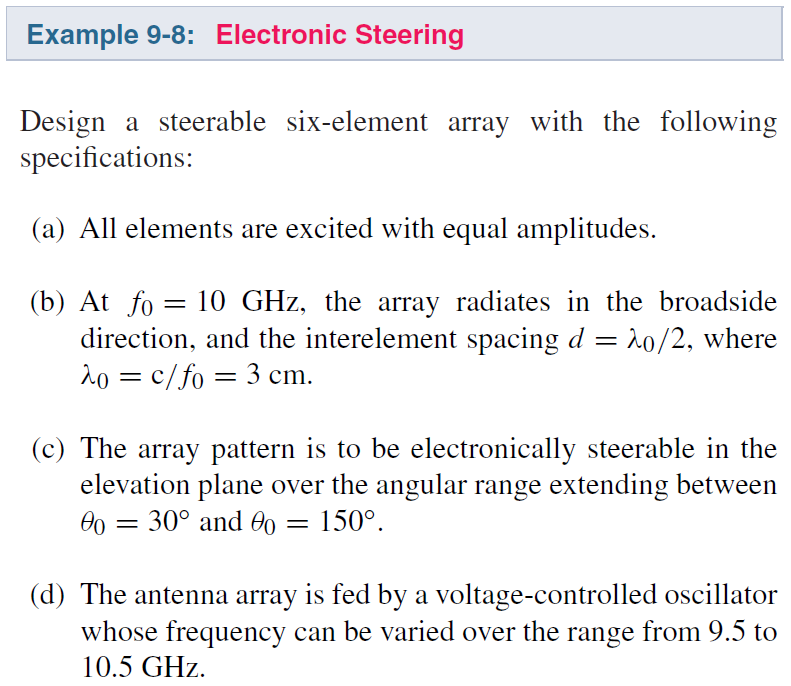 Example 9-8: Electronic Steering
Design a steerable six-element array with the following
specifications:
(a) All elements are excited with equal amplitudes.
(b) At f₀ = 10 GHz, the array radiates in the broadside
direction, and the interelement spacing d = λ₀/2, where
λ₀ = c/f₀ = 3 cm.
(c) The array pattern is to be electronically steerable in the
elevation plane over the angular range extending between
θ₀ = 30° and θ₀ = 150°.
(d) The antenna array is fed by a voltage-controlled oscillator
whose frequency can be varied over the range from 9.5 to
10.5 GHz.